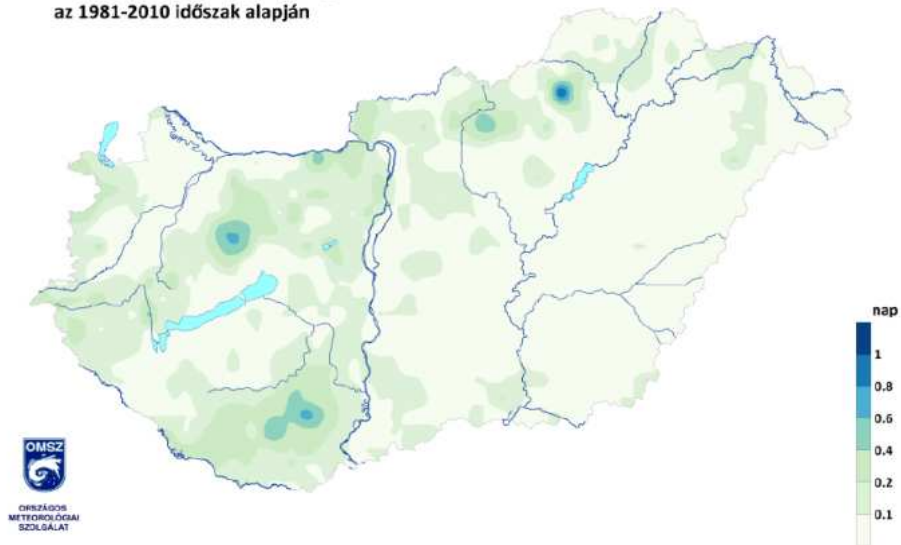 az 1981-2010 időszak alapján
nap
1
0.8
0.6
0.4
0.2
0.1
OMSZ
ORSZÁGOS
METEOROLÓGIAI
SZOLGÁLAT